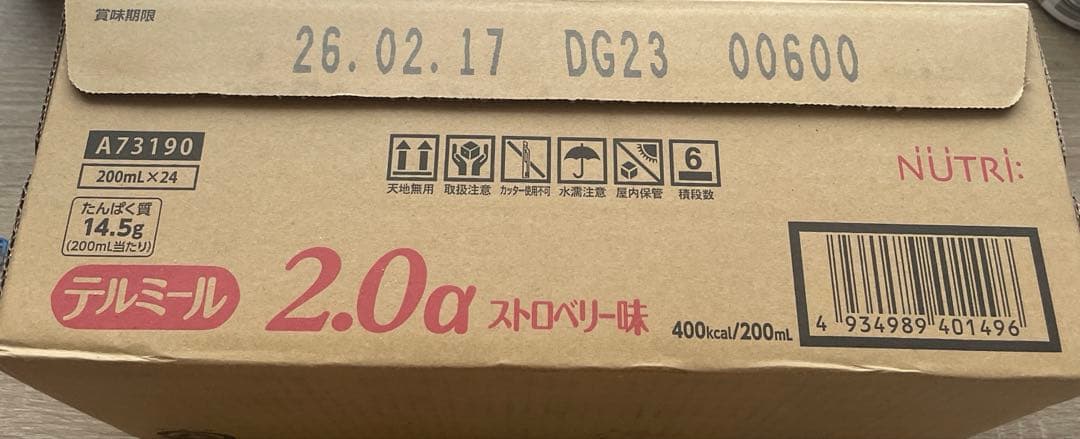 賞味期限
26.02.17 DG23 00600
A73190
200mL×24
たんぱく質
14.5g
(200mL当たり)
天地無用 取扱注意 カッター使用不可 水濡注意 屋内保管 6 積段数
NÜTRi:
テルミール 2.0α ストロベリー味 400kcal/200mL
4 934989 401496